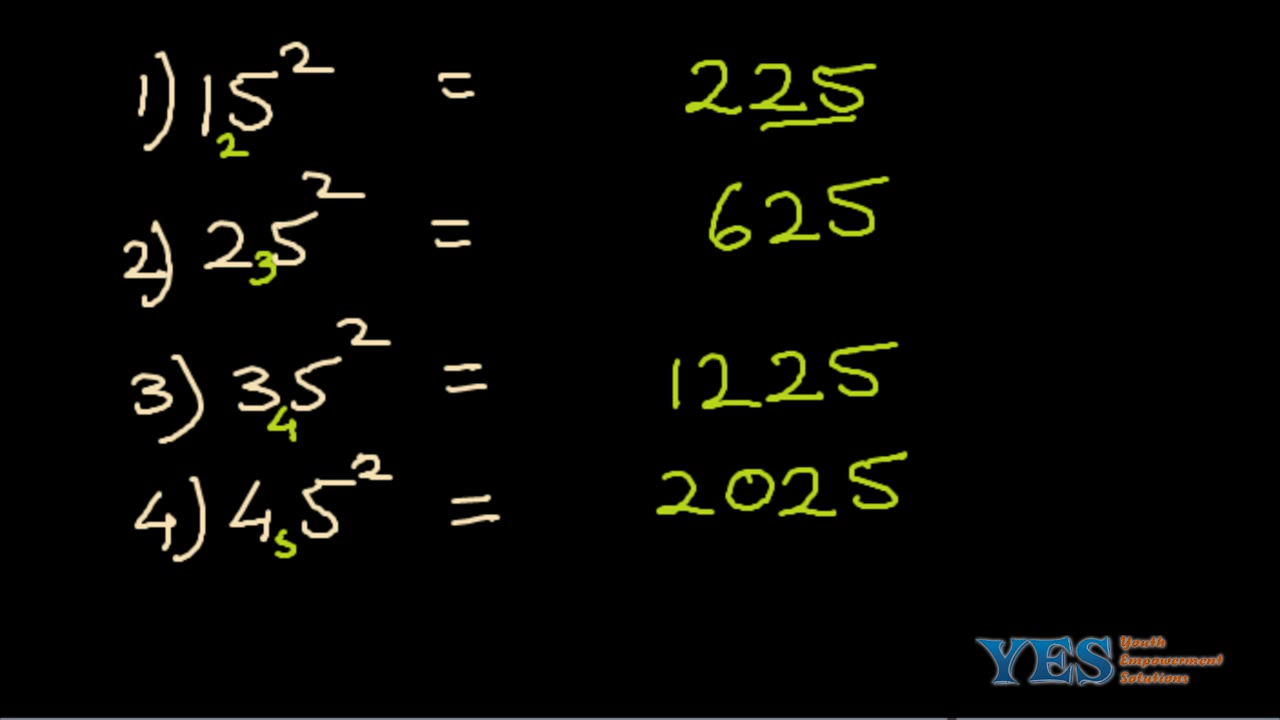 1) 15² = 225
2
2) 25² = 625
3
3) 35² = 1225
4
4) 45² = 2025
5
YES Youth
Empowerment
Solutions